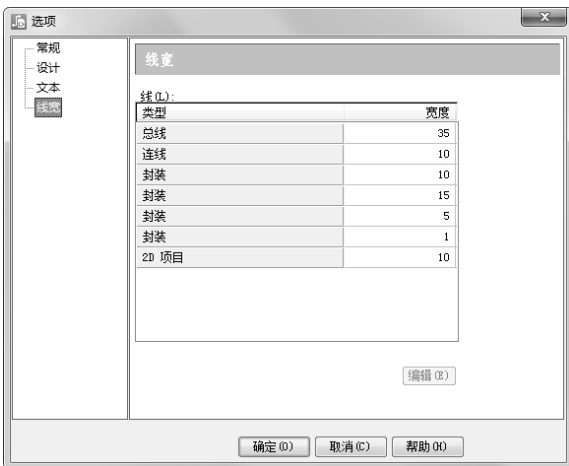 选项
常规
设计
文本
线宽
线宽
线(L):
类型 宽度
总线 35
连线 10
封装 10
封装 15
封装 5
封装 1
2D 项目 10
编辑(E)
确定(O) 取消(C) 帮助(H)